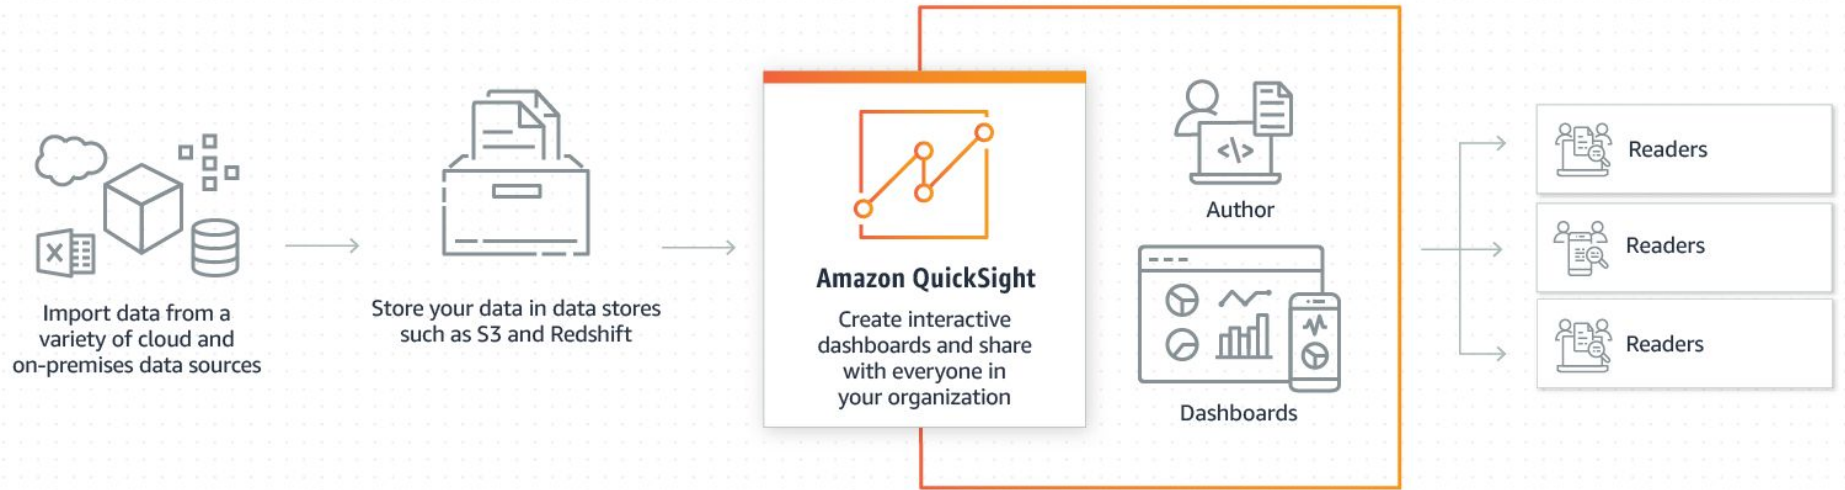 Import data from a
variety of cloud and
on-premises data sources
Store your data in data stores
such as S3 and Redshift
X
Amazon QuickSight
Create interactive
dashboards and share
with everyone in
your organization
</>
Author
Dashboards
Readers
Readers
Readers